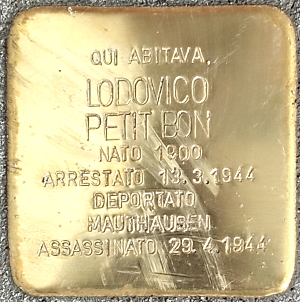 QUI ABITAVA
LODOVICO
PETIT BON
NATO 1900
ARRESTATO 13.3.1944
DEPORTATO
MAUTHAUSEN
ASSASSINATO 29.4.1944